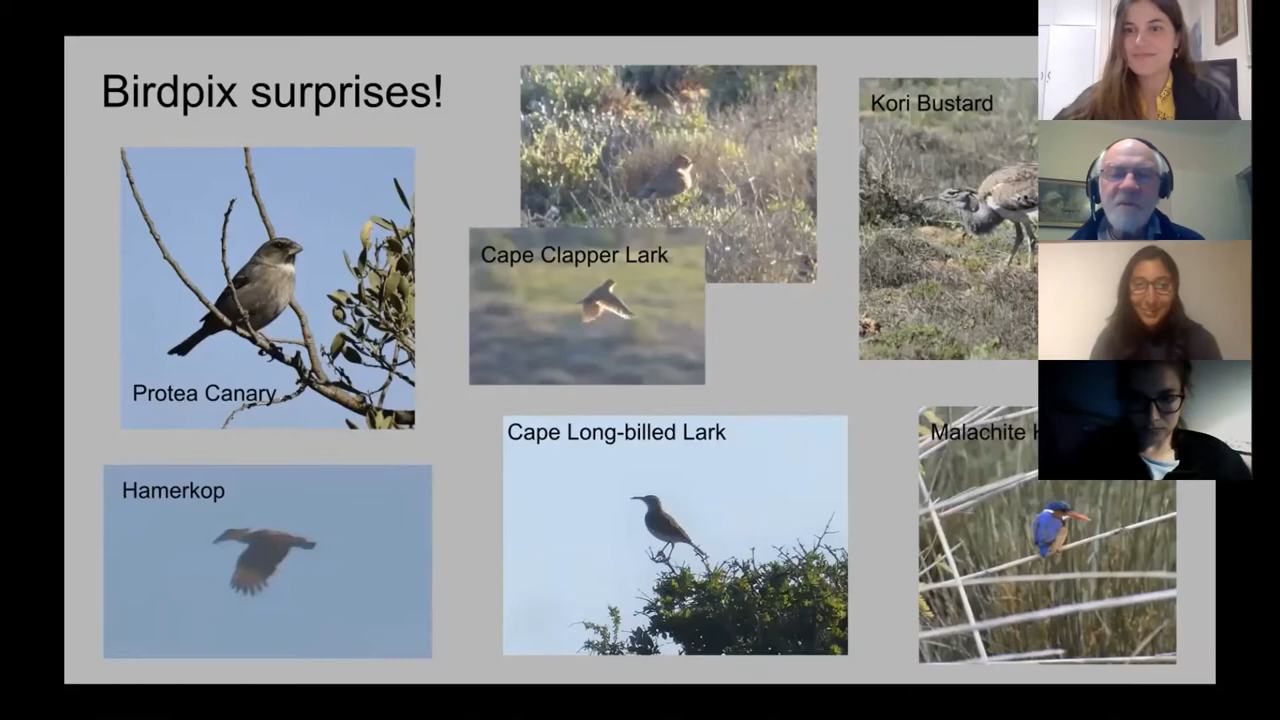 Birdpix surprises!
Kori Bustard
Cape Clapper Lark
Protea Canary
Cape Long-billed Lark
Malachite
Hamerkop